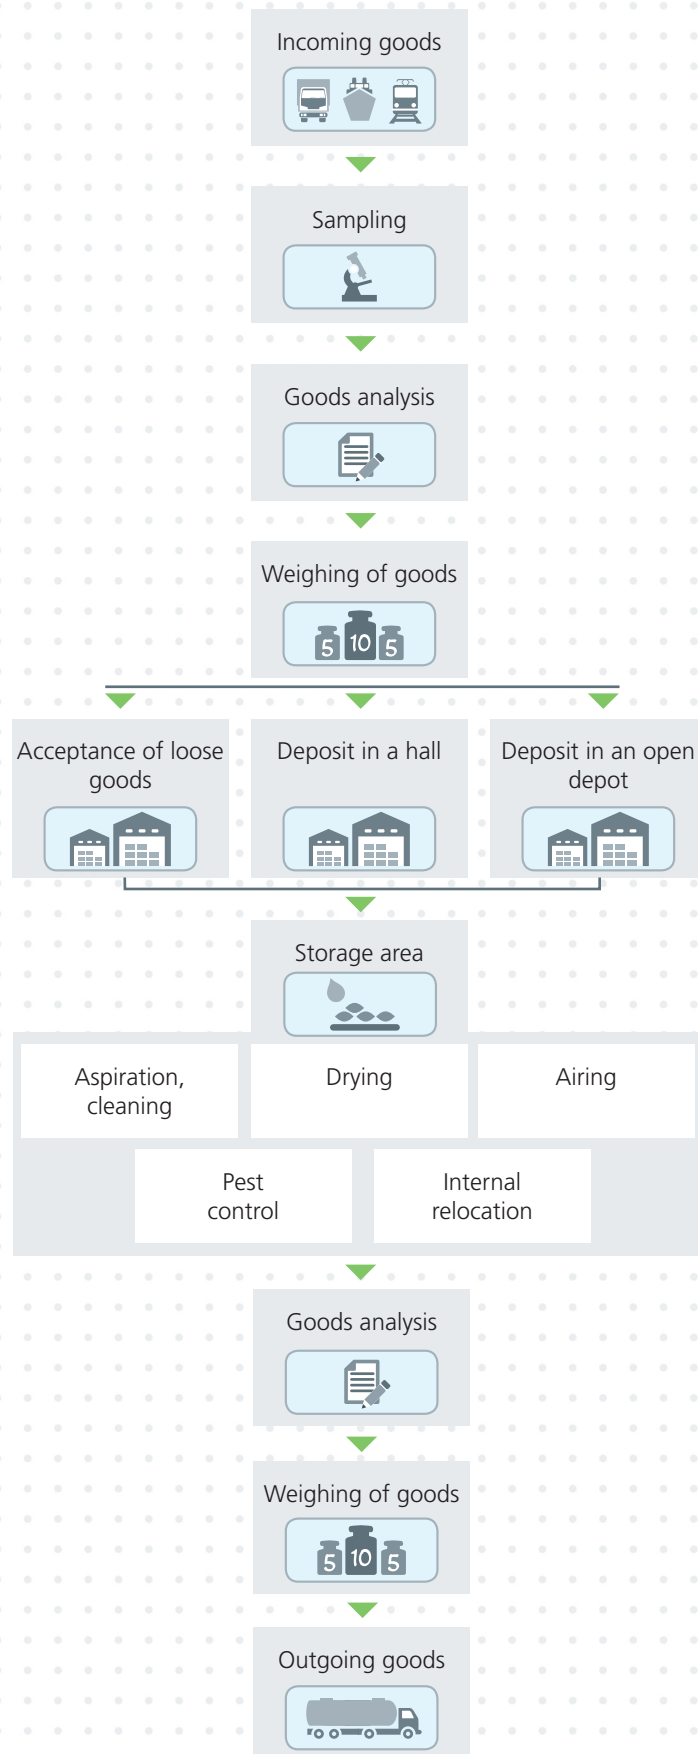 Incoming goods
Sampling
Goods analysis
Weighing of goods
5 10 5
Acceptance of loose
goods
Deposit in a hall
Deposit in an open
depot
Storage area
Aspiration,
cleaning
Drying
Airing
Pest
control
Internal
relocation
Goods analysis
Weighing of goods
5 10 5
Outgoing goods